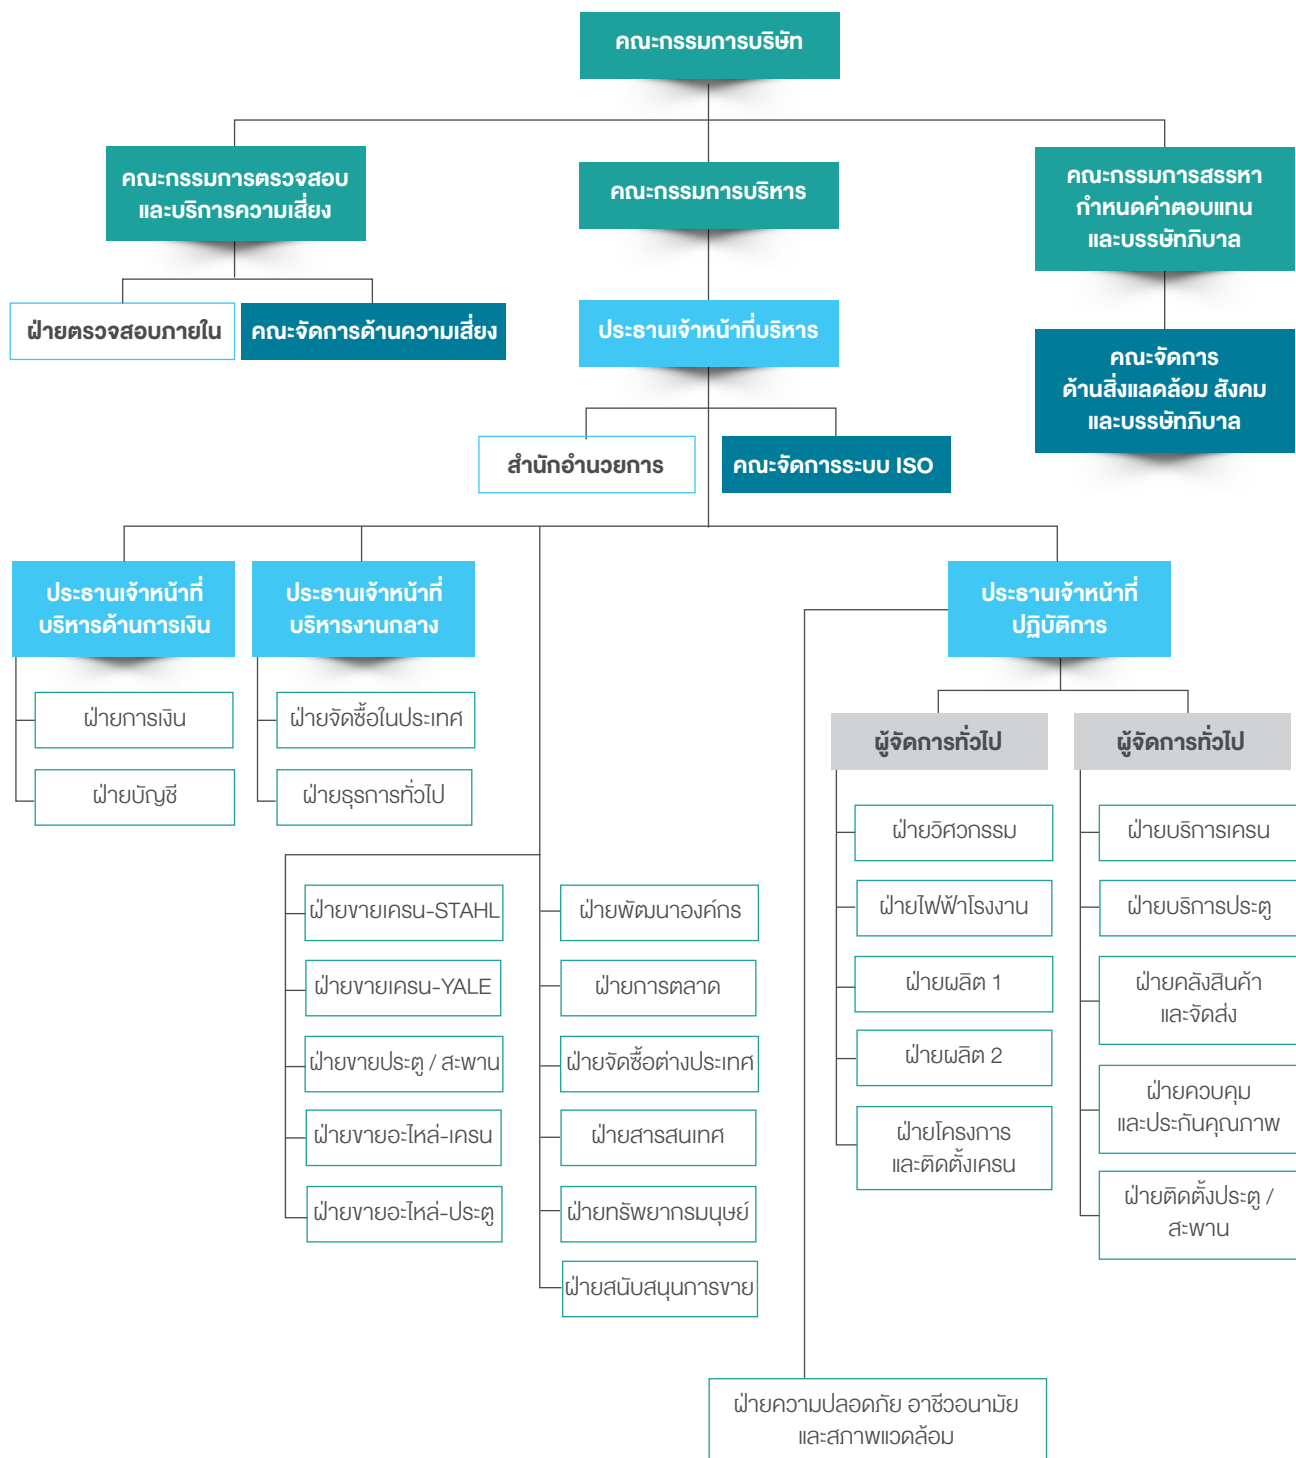 คณะกรรมการบริษัท
คณะกรรมการตรวจสอบ
และบริการความเสี่ยง
คณะกรรมการบริหาร
คณะกรรมการสรรหา
กำหนดค่าตอบแทน
และบรรษัทภิบาล
ฝ่ายตรวจสอบภายใน
คณะจัดการด้านความเสี่ยง
ประธานเจ้าหน้าที่บริหาร
คณะจัดการ
ด้านสิ่งแลดล้อม สังคม
และบรรษัทภิบาล
สำนักอำนวยการ
คณะจัดการระบบ ISO
ประธานเจ้าหน้าที่
บริหารด้านการเงิน
ประธานเจ้าหน้าที่
บริหารงานกลาง
ประธานเจ้าหน้าที่
ปฏิบัติการ
ฝ่ายการเงิน
ฝ่ายบัญชี
ฝ่ายจัดซื้อในประเทศ
ฝ่ายธุรการทั่วไป
ผู้จัดการทั่วไป
ผู้จัดการทั่วไป
ฝ่ายขายเครน-STAHL
ฝ่ายขายเครน-YALE
ฝ่ายขายประตู / สะพาน
ฝ่ายขายอะไหล่-เครน
ฝ่ายขายอะไหล่-ประตู
ฝ่ายพัฒนาองค์กร
ฝ่ายการตลาด
ฝ่ายจัดซื้อต่างประเทศ
ฝ่ายสารสนเทศ
ฝ่ายทรัพยากรมนุษย์
ฝ่ายสนับสนุนการขาย
ฝ่ายวิศวกรรม
ฝ่ายไฟฟ้าโรงงาน
ฝ่ายผลิต 1
ฝ่ายผลิต 2
ฝ่ายโครงการ
และติดตั้งเครน
ฝ่ายบริการเครน
ฝ่ายบริการประตู
ฝ่ายคลังสินค้า
และจัดส่ง
ฝ่ายควบคุม
และประกันคุณภาพ
ฝ่ายติดตั้งประตู /
สะพาน
ฝ่ายความปลอดภัย อาชีวอนามัย
และสภาพแวดล้อม